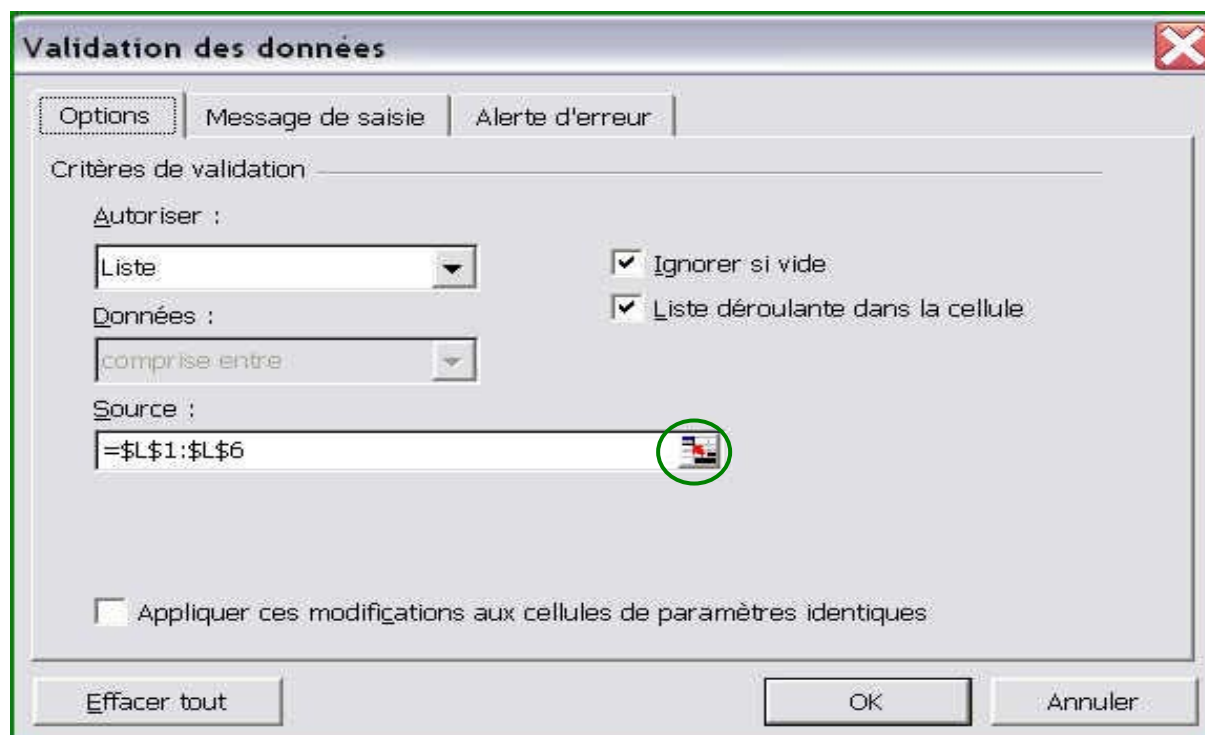 Validation des données
Options
Message de saisie
Alerte d'erreur
Critères de validation
Autoriser :
Liste
Ignorer si vide
Liste déroulante dans la cellule
Données :
comprise entre
Source :
=$L$1:$L$6
Appliquer ces modifications aux cellules de paramètres identiques
Effacer tout
OK
Annuler